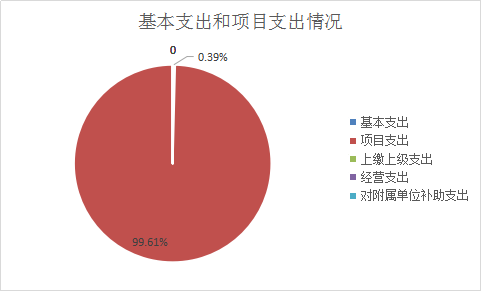 基本支出和项目支出情况
0
0.39%
99.61%
基本支出
项目支出
上缴上级支出
经营支出
对附属单位补助支出